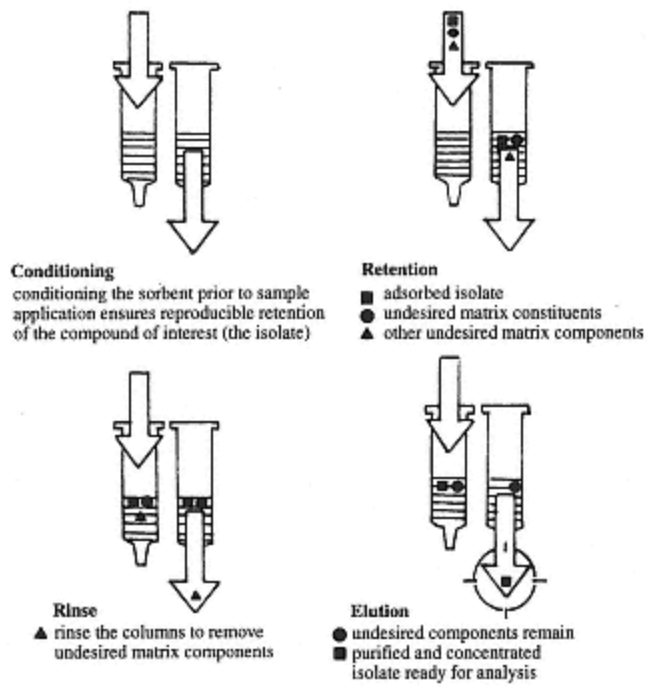 Conditioning
conditioning the sorbent prior to sample
application ensures reproducible retention
of the compound of interest (the isolate)
Retention
adsorbed isolate
undesired matrix constituents
other undesired matrix components
Rinse
rinse the columns to remove
undesired matrix components
Elution
undesired components remain
purified and concentrated
isolate ready for analysis